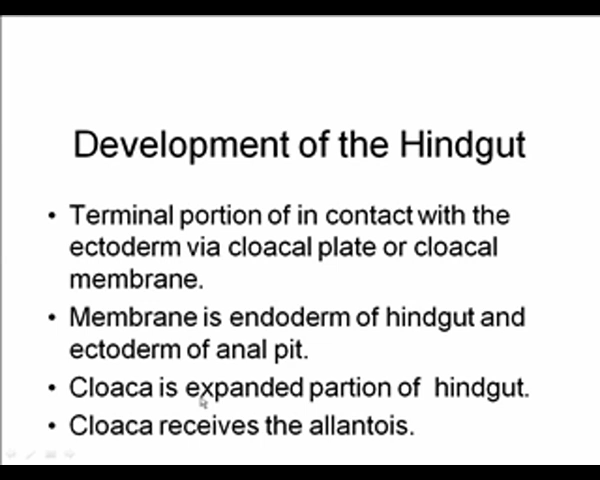 Development of the Hindgut
• Terminal portion of in contact with the
ectoderm via cloacal plate or cloacal
membrane.
• Membrane is endoderm of hindgut and
ectoderm of anal pit.
• Cloaca is expanded partion of hindgut.
• Cloaca receives the allantois.